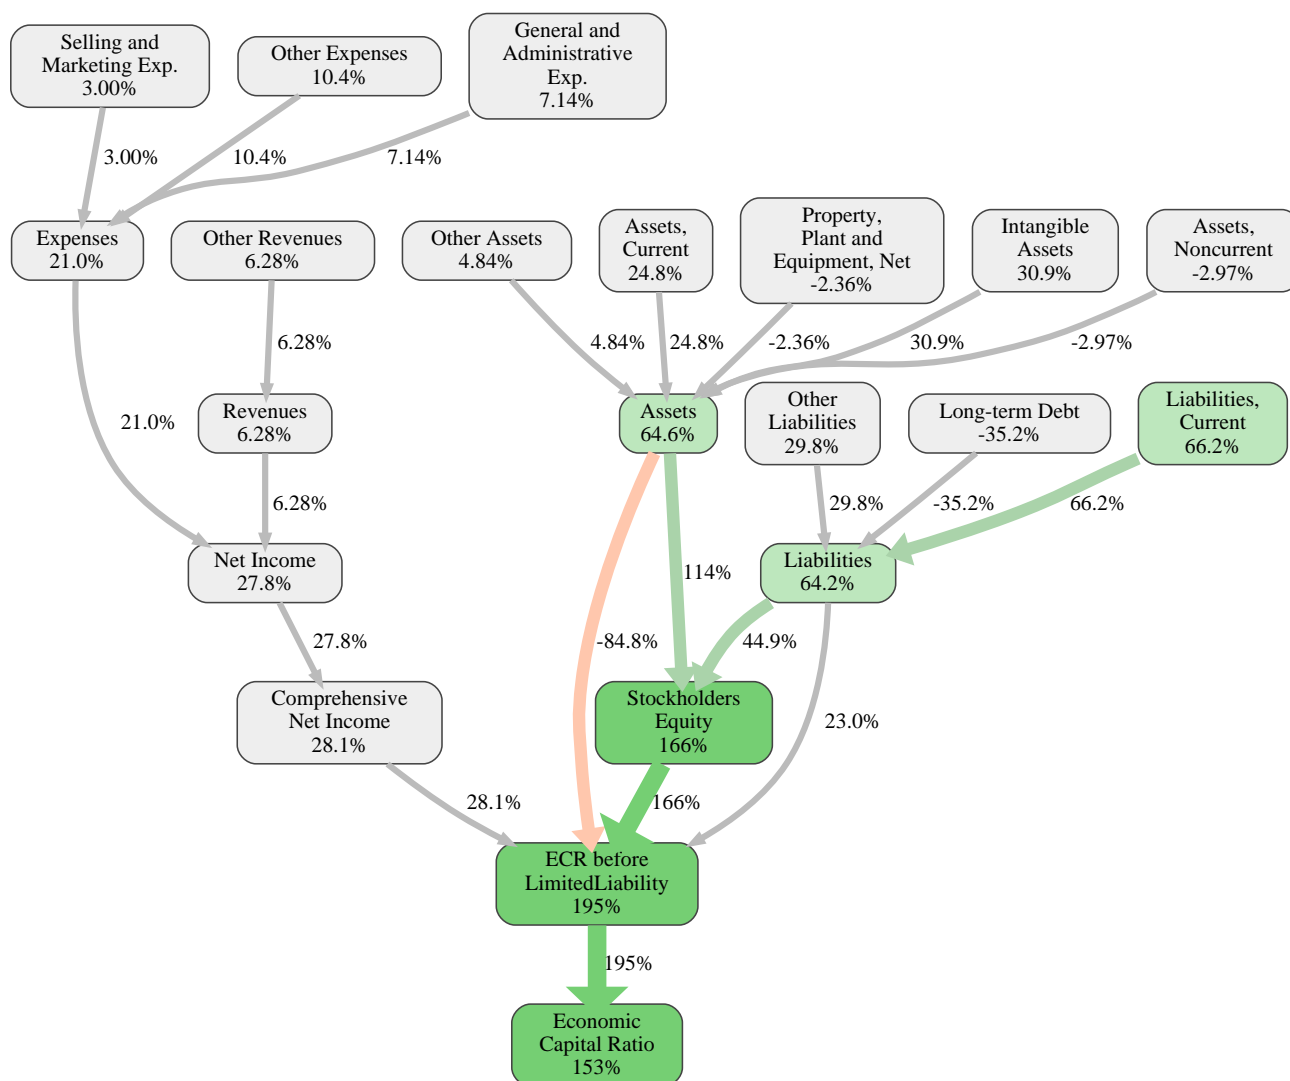 Selling and
Marketing Exp.
3.00%
Other Expenses
10.4%
General and
Administrative
Exp.
7.14%
3.00%
10.4%
7.14%
Expenses
21.0%
Other Revenues
6.28%
Other Assets
4.84%
Assets,
Current
24.8%
Property,
Plant and
Equipment, Net
-2.36%
Intangible
Assets
30.9%
Assets,
Noncurrent
-2.97%
6.28%
4.84%
24.8%
-2.36%
30.9%
-2.97%
21.0%
Revenues
6.28%
Assets
64.6%
Other
Liabilities
29.8%
Long-term Debt
-35.2%
Liabilities,
Current
66.2%
6.28%
29.8%
-35.2%
66.2%
Net Income
27.8%
114%
Liabilities
64.2%
27.8%
-84.8%
44.9%
Comprehensive
Net Income
28.1%
Stockholders
Equity
166%
23.0%
28.1%
166%
ECR before
LimitedLiability
195%
195%
Economic
Capital Ratio
153%